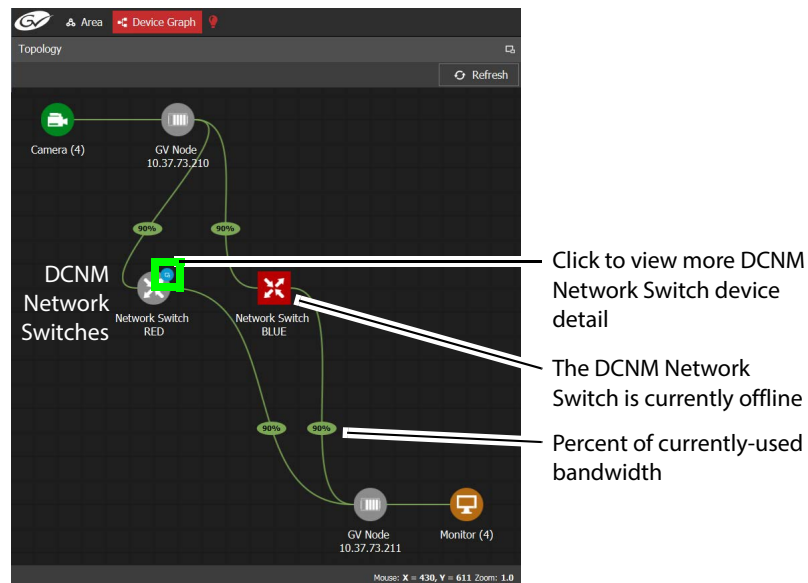 GV
Area
Device Graph
Topology
Refresh
Camera (4)
GV Node
10.37.73.210
90%
90%
DCNM
Network
Switches
Network Switch
RED
Network Switch
BLUE
Click to view more DCNM
Network Switch device
detail
The DCNM Network
Switch is currently offline
90%
90%
Percent of currently-used
bandwidth
GV Node
10.37.73.211
Monitor (4)
Mouse: X = 430, Y = 611 Zoom: 1.0